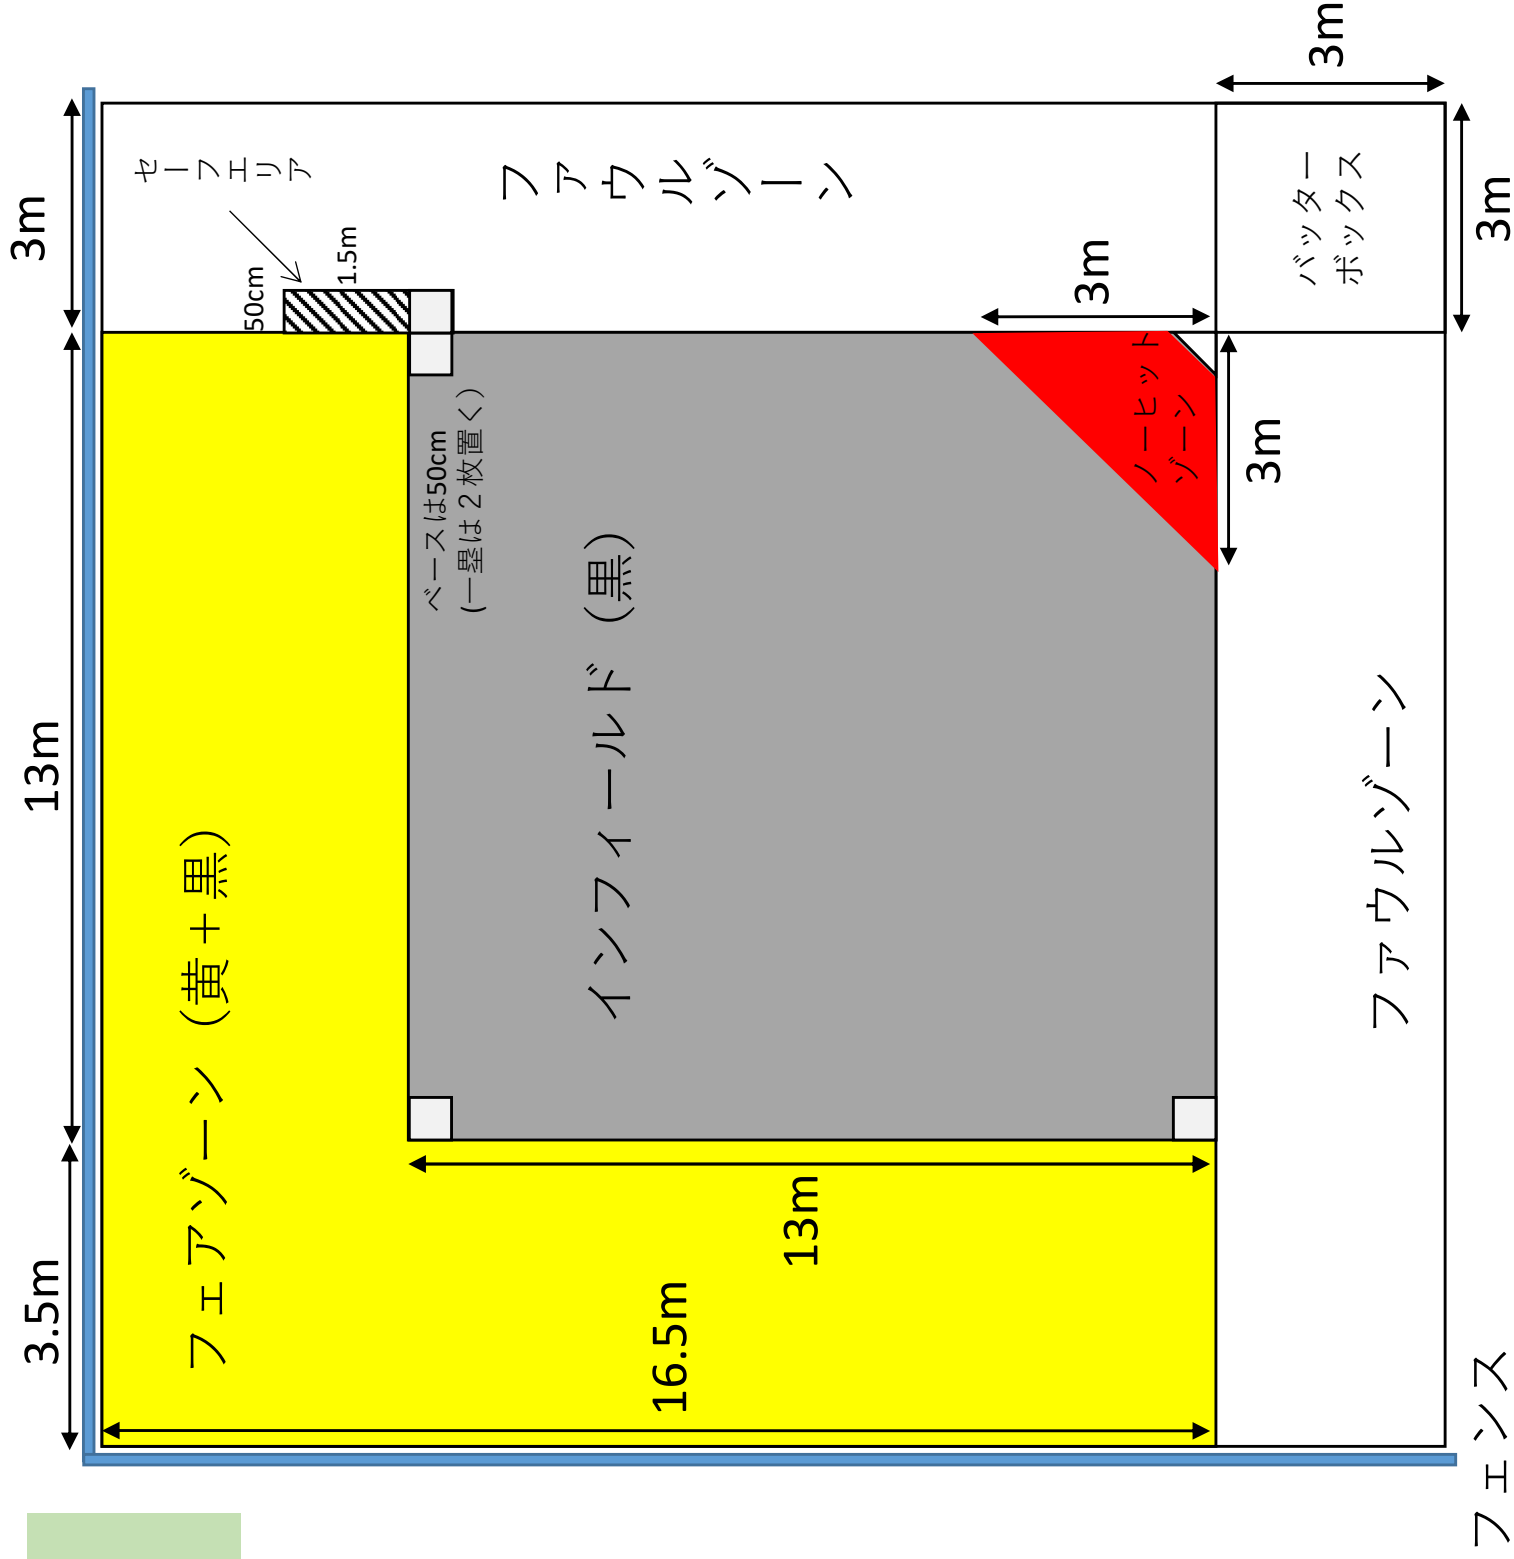 3.5m
13m
3m
セーフエリア
フェアゾーン（黄＋黒）
50cm
1.5m
ベースは50cm
(一塁は２枚置く）
ファウルゾーン
インフィールド（黒）
16.5m
13m
3m
ノーヒット
ゾーン
3m
バッター
ボックス
3m
ファウルゾーン
3m
フェンス